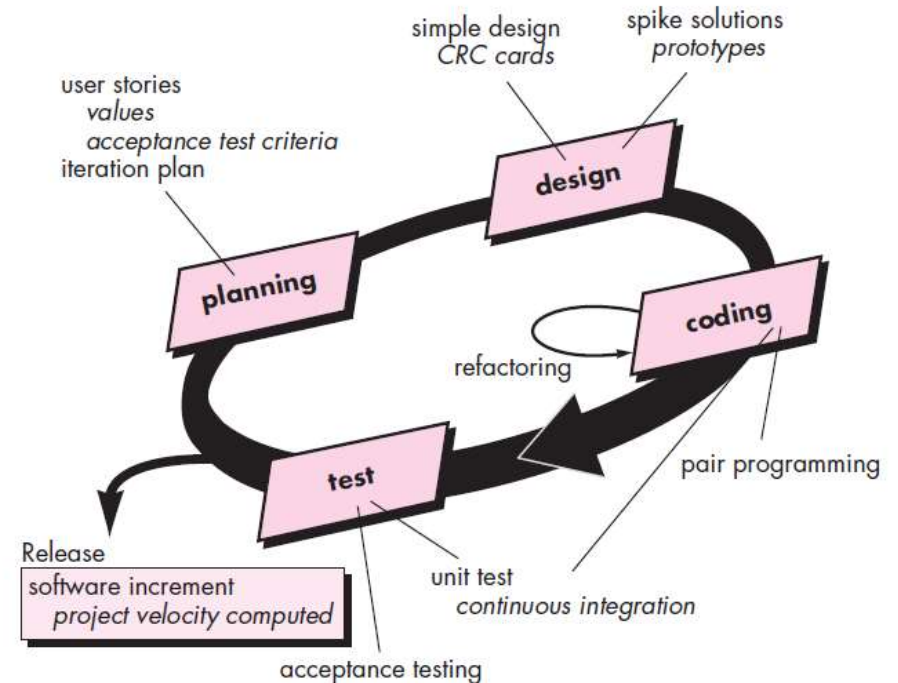 simple design
CRC cards
spike solutions
prototypes
user stories
values
acceptance test criteria
iteration plan
design
planning
coding
refactoring
test
pair programming
Release
software increment
project velocity computed
unit test
continuous integration
acceptance testing